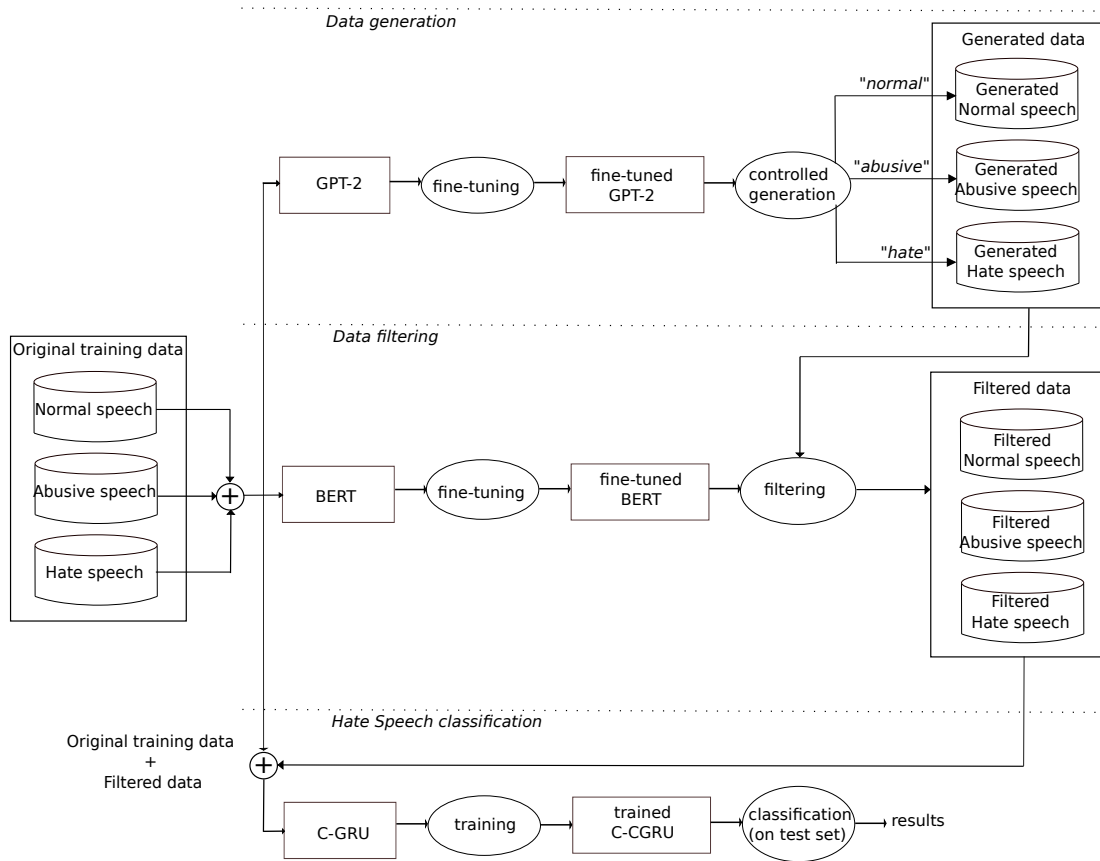 Data generation
Generated data
Generated
Normal speech
"normal"
Generated
Abusive speech
"abusive"
Generated
Hate speech
"hate"
GPT-2
fine-tuning
fine-tuned
GPT-2
controlled
generation
Data filtering
Original training data
Normal speech
Abusive speech
Hate speech
+
BERT
fine-tuning
fine-tuned
BERT
filtering
Filtered data
Filtered
Normal speech
Filtered
Abusive speech
Filtered
Hate speech
Hate Speech classification
Original training data
+
Filtered data
+
C-GRU
training
trained
C-CGRU
classification
(on test set)
results